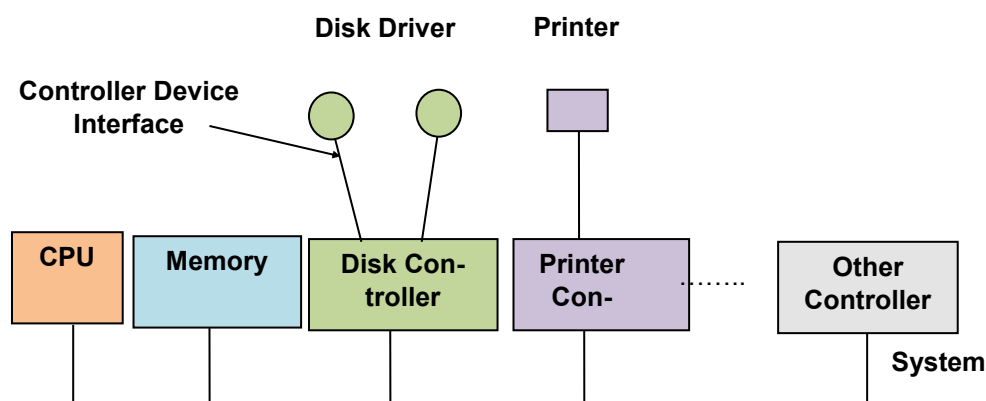 Disk Driver
Printer
Controller Device
Interface
CPU
Memory
Disk Con-
troller
Printer
Con-
........
Other
Controller
System